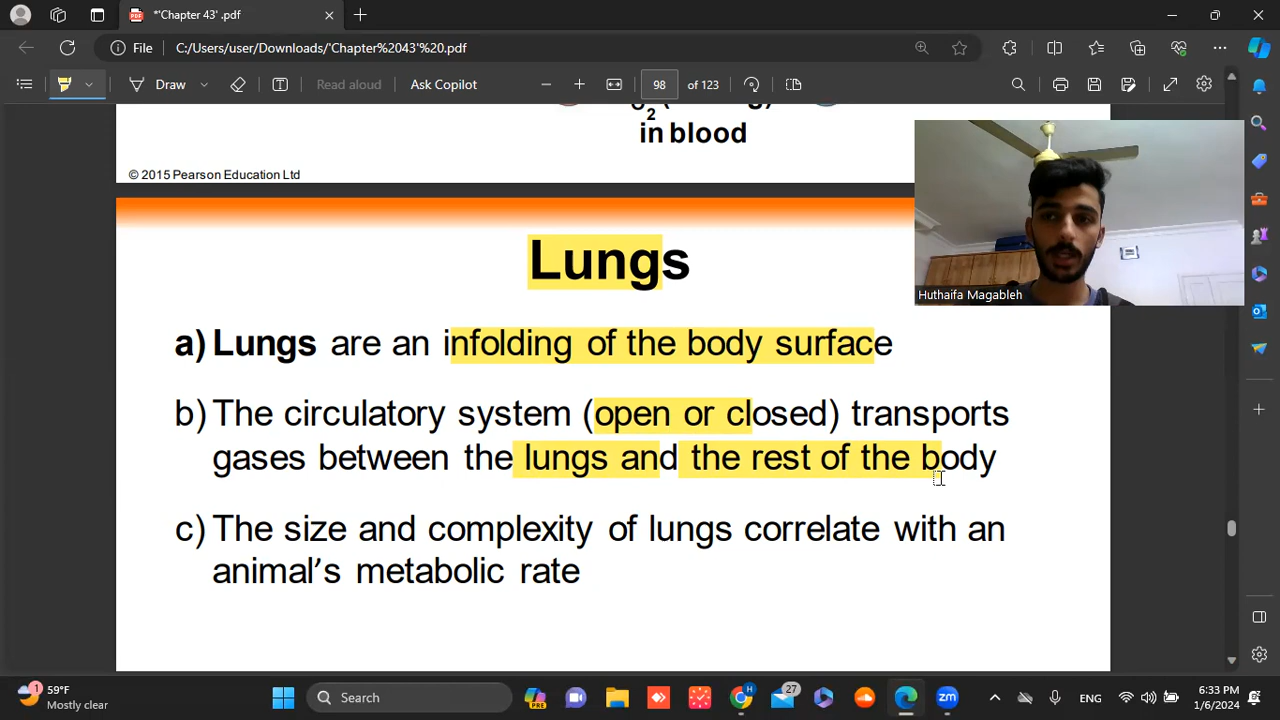 *'Chapter 43' .pdf
File
C:/Users/user/Downloads/'Chapter%2043'%20.pdf
Draw
Read aloud
Ask Copilot
98
of 123
in blood
© 2015 Pearson Education Ltd
Huthaifa Magableh
Lungs
a) Lungs are an infolding of the body surface
b) The circulatory system (open or closed) transports
gases between the lungs and the rest of the body
c) The size and complexity of lungs correlate with an
animal’s metabolic rate
59°F
Mostly clear
1
Search
PRE
H
27
zm
ENG
6:33 PM
1/6/2024